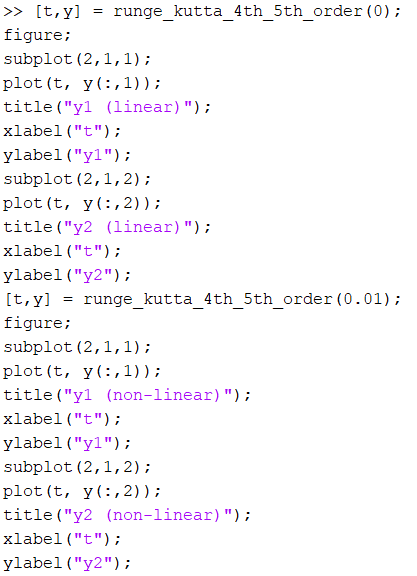 >> [t,y] = runge_kutta_4th_5th_order(0);
figure;
subplot(2,1,1);
plot(t, y(:,1));
title("y1 (linear)");
xlabel("t");
ylabel("y1");
subplot(2,1,2);
plot(t, y(:,2));
title("y2 (linear)");
xlabel("t");
ylabel("y2");
[t,y] = runge_kutta_4th_5th_order(0.01);
figure;
subplot(2,1,1);
plot(t, y(:,1));
title("y1 (non-linear)");
xlabel("t");
ylabel("y1");
subplot(2,1,2);
plot(t, y(:,2));
title("y2 (non-linear)");
xlabel("t");
ylabel("y2");